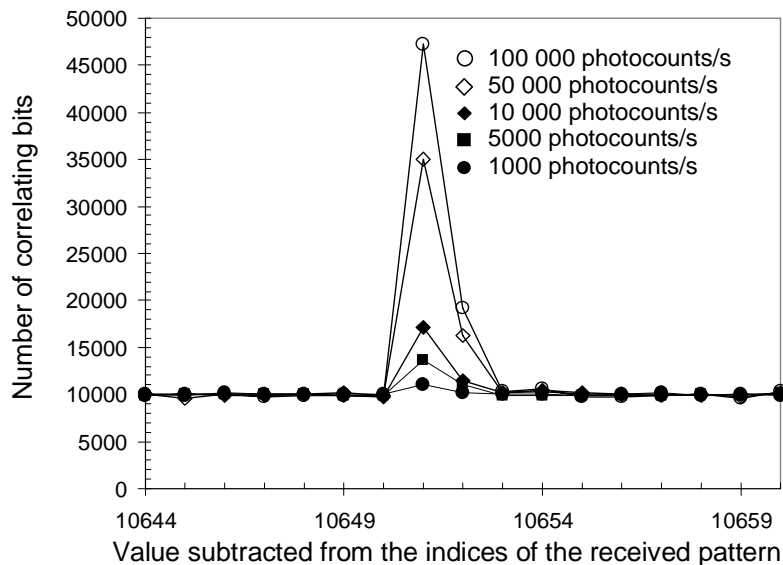 50000
45000
40000
35000
30000
25000
20000
15000
10000
5000
0
Number of correlating bits
100 000 photocounts/s
50 000 photocounts/s
10 000 photocounts/s
5000 photocounts/s
1000 photocounts/s
10644 10649 10654 10659
Value subtracted from the indices of the received pattern